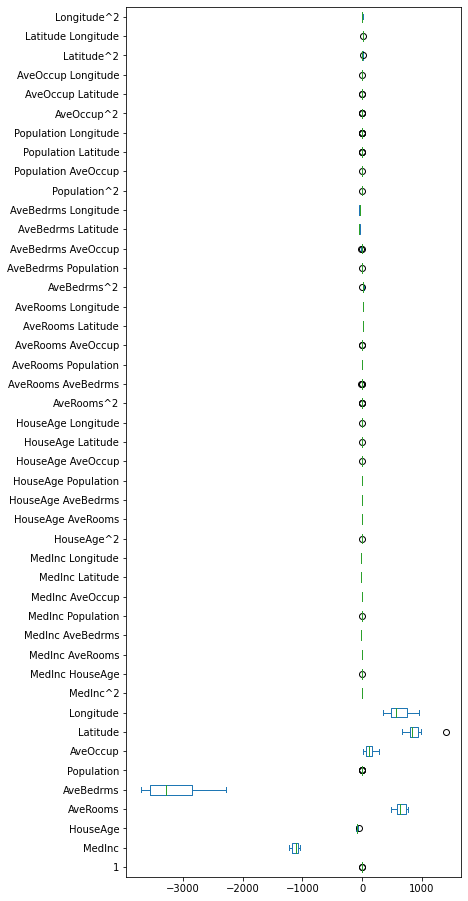 Longitude^2
Latitude Longitude
Latitude^2
AveOccup Longitude
AveOccup Latitude
AveOccup^2
Population Longitude
Population Latitude
Population AveOccup
Population^2
AveBedrms Longitude
AveBedrms Latitude
AveBedrms AveOccup
AveBedrms Population
AveBedrms^2
AveRooms Longitude
AveRooms Latitude
AveRooms AveOccup
AveRooms Population
AveRooms AveBedrms
AveRooms^2
HouseAge Longitude
HouseAge Latitude
HouseAge AveOccup
HouseAge Population
HouseAge AveBedrms
HouseAge AveRooms
HouseAge^2
MedInc Longitude
MedInc Latitude
MedInc AveOccup
MedInc Population
MedInc AveBedrms
MedInc AveRooms
MedInc HouseAge
MedInc^2
Longitude
Latitude
AveOccup
Population
AveBedrms
AveRooms
HouseAge
MedInc
1
−3000 −2000 −1000 0 1000